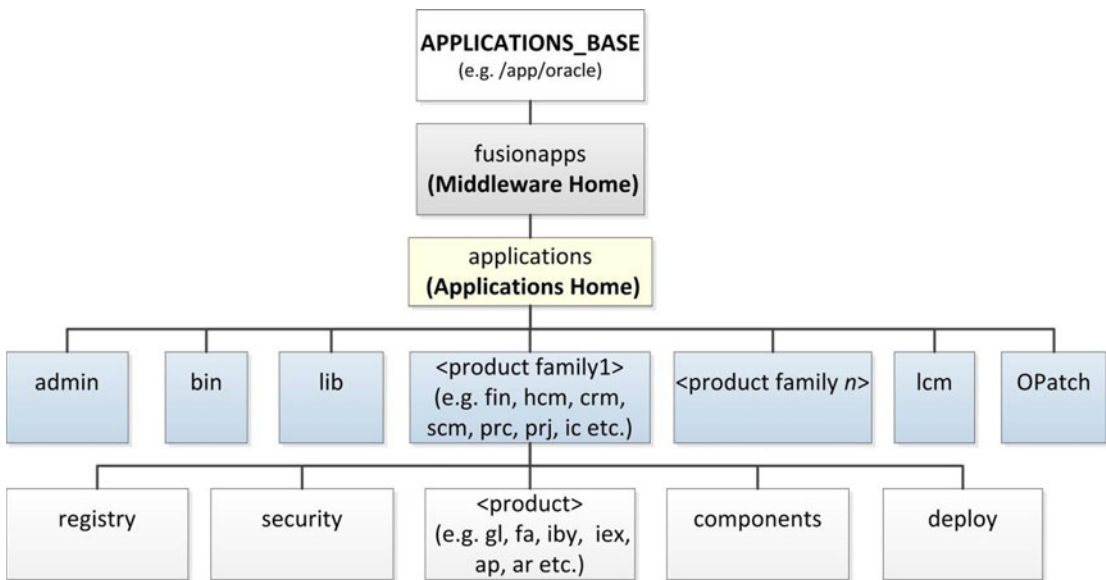 APPLICATIONS_BASE
(e.g. /app/oracle)
fusionapps
(Middleware Home)
applications
(Applications Home)
admin
bin
lib
<product family1>
(e.g. fin, hcm, crm,
scm, prc, prj, ic etc.)
<product family n>
lcm
OPatch
registry
security
<product>
(e.g. gl, fa, iby, iex,
ap, ar etc.)
components
deploy